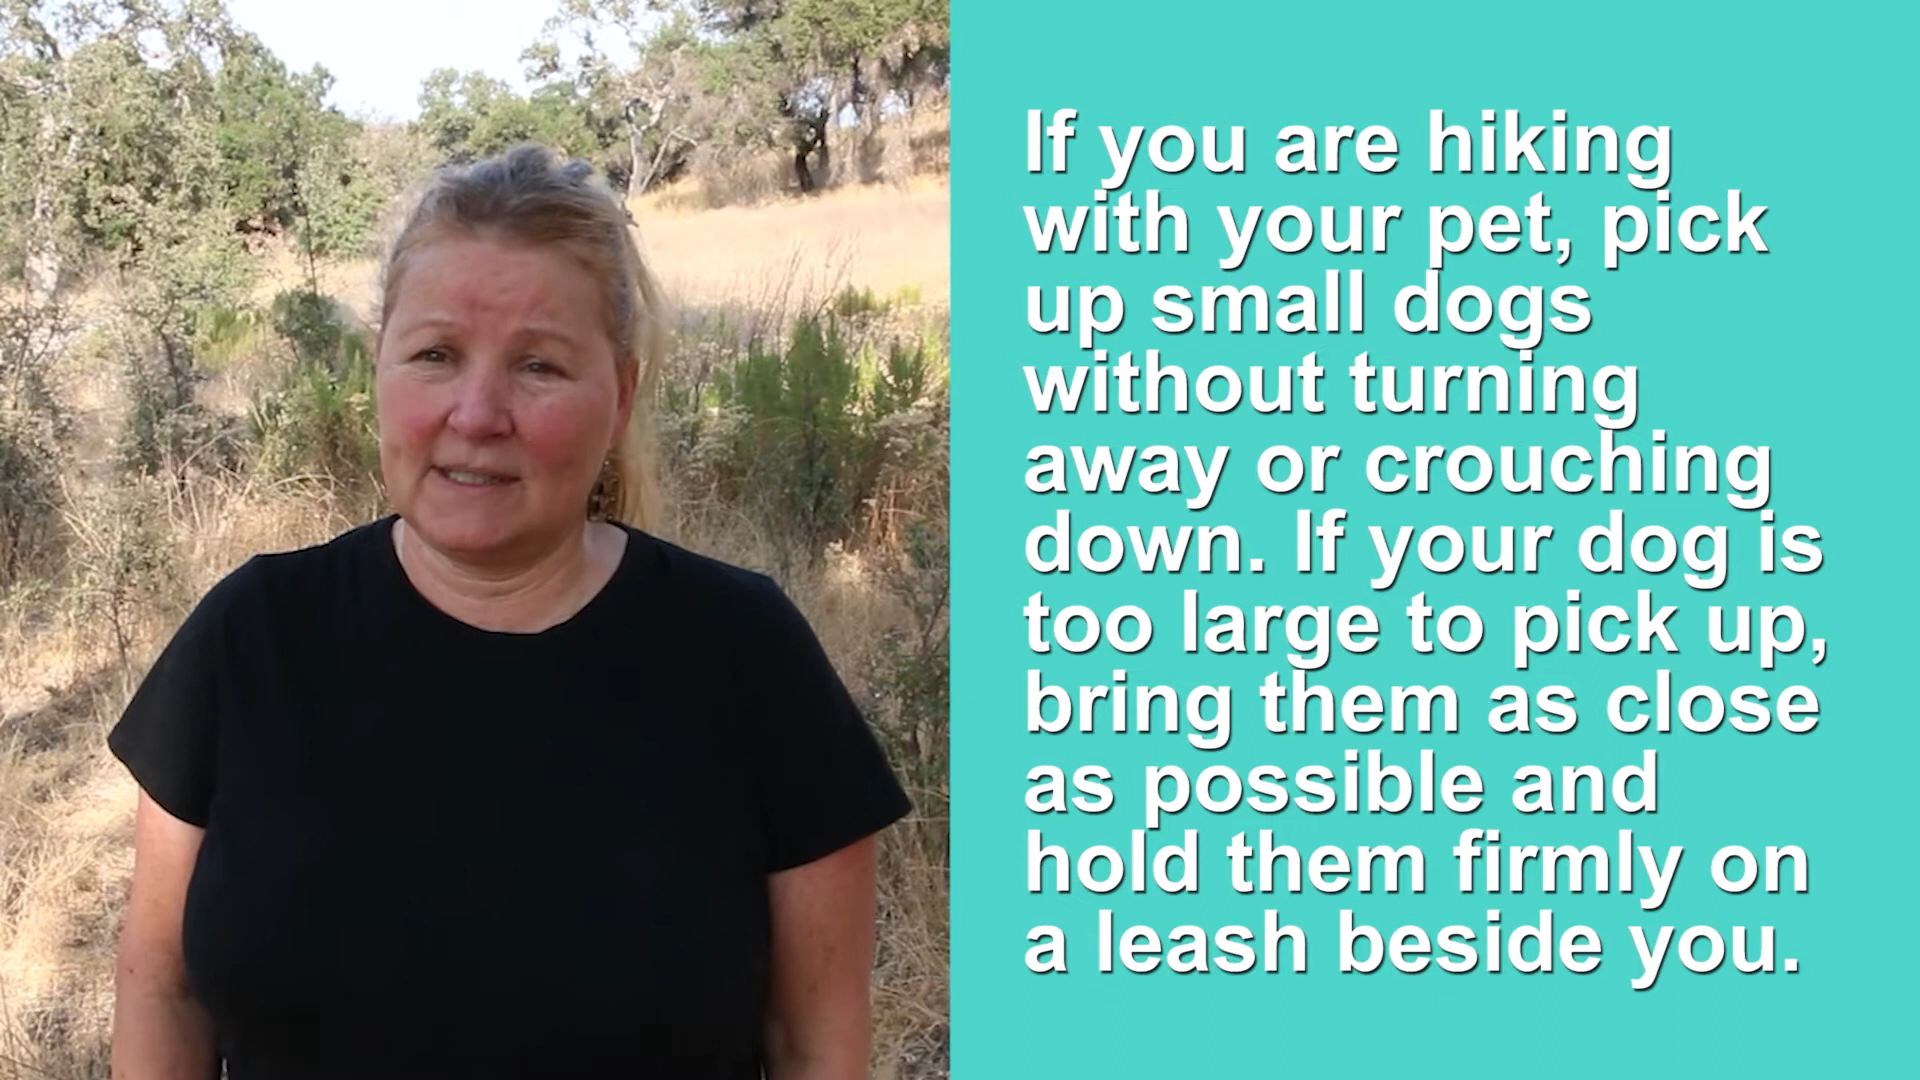 If you are hiking
with your pet, pick
up small dogs
without turning
away or crouching
down. If your dog is
too large to pick up,
bring them as close
as possible and
hold them firmly on
a leash beside you.